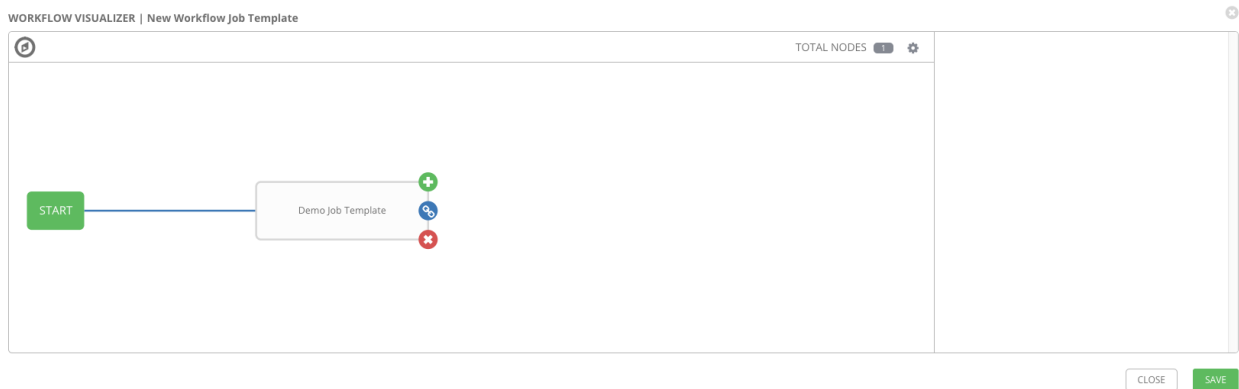 WORKFLOW VISUALIZER | New Workflow Job Template
TOTAL NODES 1
START
Demo Job Template
CLOSE
SAVE